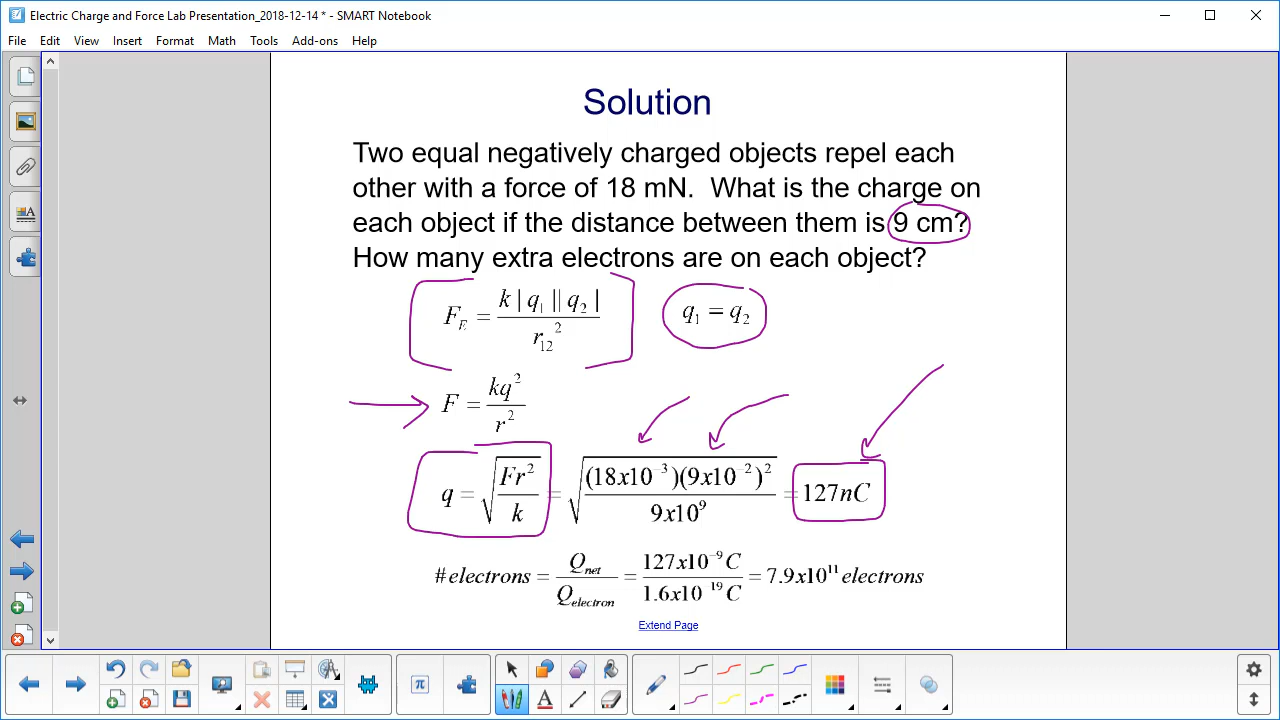 Electric Charge and Force Lab Presentation_2018-12-14 * - SMART Notebook
File Edit View Insert Format Math Tools Add-ons Help
Solution
Two equal negatively charged objects repel each
other with a force of 18 mN. What is the charge on
each object if the distance between them is 9 cm?
How many extra electrons are on each object?
F_E = k|q_1||q_2| / r_12^2
q_1 = q_2
F = kq^2 / r^2
q = √(Fr^2 / k) = √((18x10^-3)(9x10^-2)^2 / 9x10^9) = 127nC
#electrons = Q_net / Q_electron = 127x10^-9 C / 1.6x10^-19 C = 7.9x10^11 electrons
Extend Page
π
A